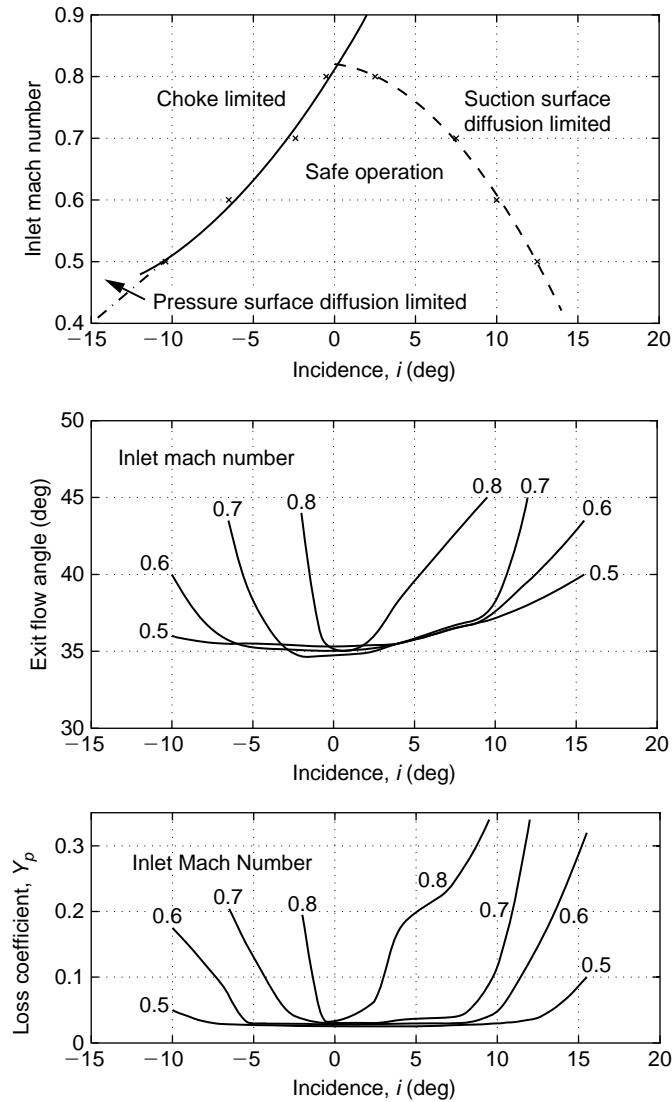 0.9
0.8
0.7
0.6
0.5
0.4
Inlet mach number
Choke limited
Suction surface
diffusion limited
Safe operation
Pressure surface diffusion limited
−15 −10 −5 0 5 10 15 20
Incidence, i (deg)
50
45
40
35
30
Exit flow angle (deg)
Inlet mach number
0.8
0.7
0.8
0.7
0.6
0.6
0.5
0.5
−15 −10 −5 0 5 10 15 20
Incidence, i (deg)
0.3
0.2
0.1
0
Loss coefficient, Yp
Inlet Mach Number
0.8
0.7
0.8
0.6
0.7
0.6
0.5
0.5
−15 −10 −5 0 5 10 15 20
Incidence, i (deg)